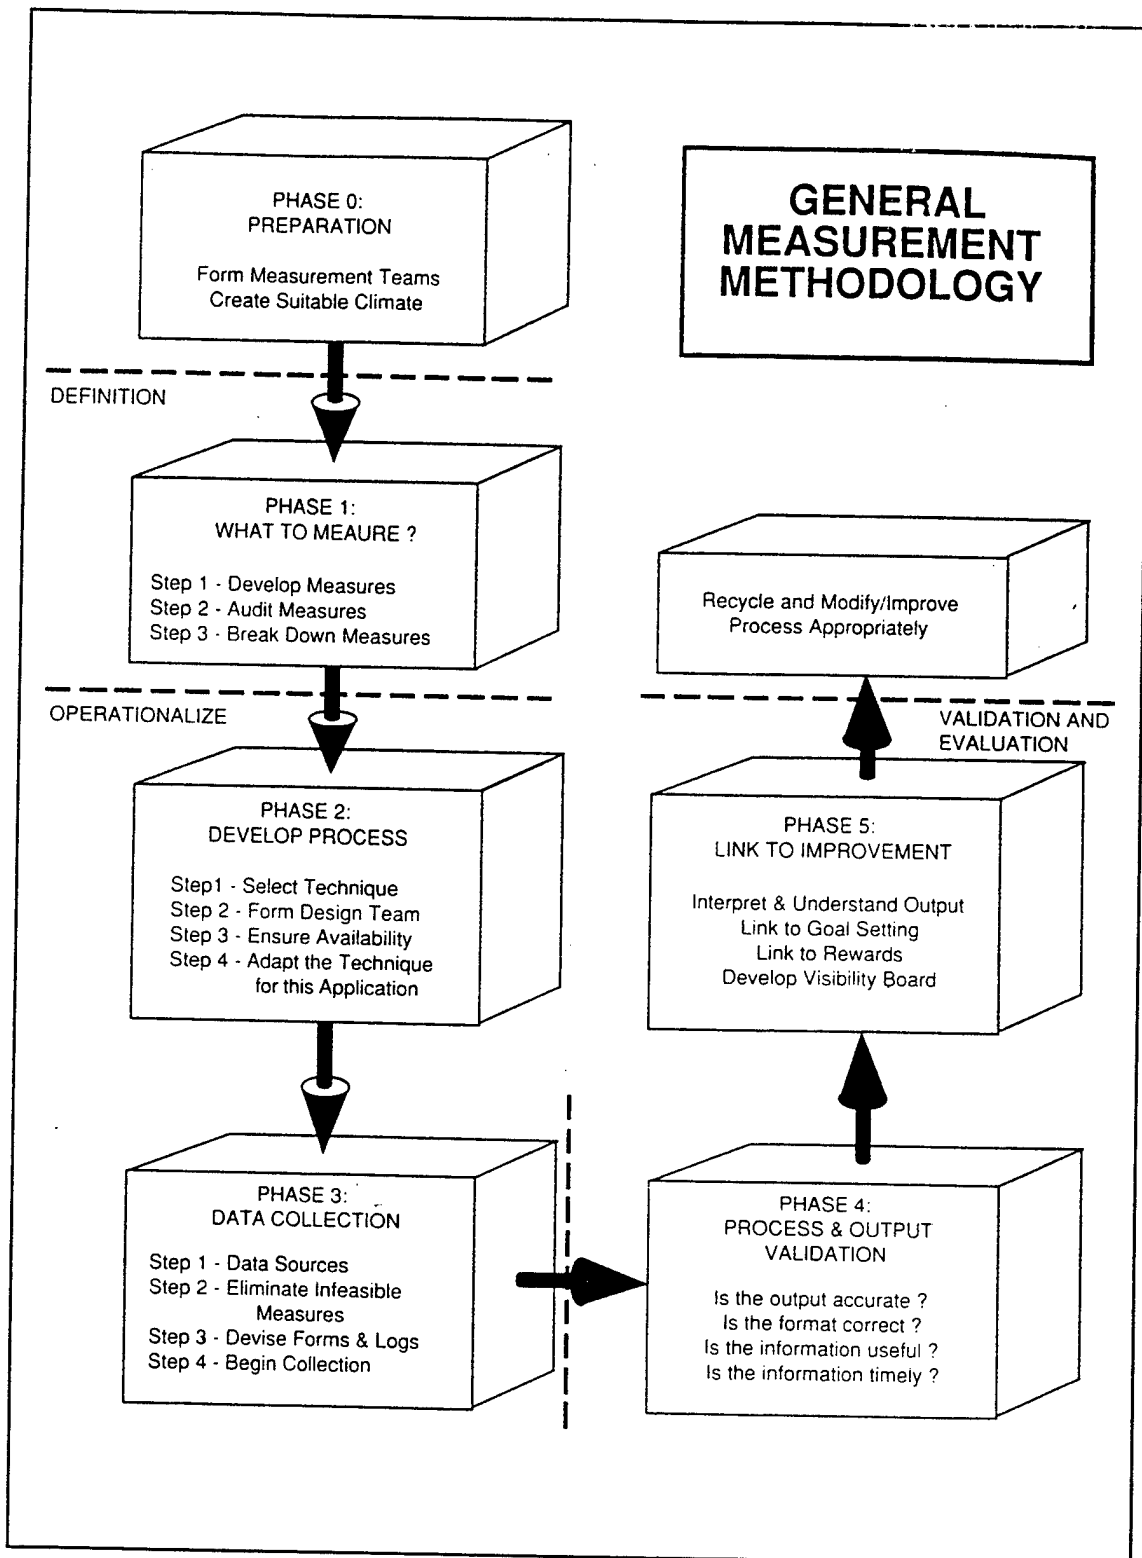 GENERAL
MEASUREMENT
METHODOLOGY
PHASE 0:
PREPARATION
Form Measurement Teams
Create Suitable Climate
DEFINITION
PHASE 1:
WHAT TO MEAURE ?
Step 1 - Develop Measures
Step 2 - Audit Measures
Step 3 - Break Down Measures
OPERATIONALIZE
PHASE 2:
DEVELOP PROCESS
Step1 - Select Technique
Step 2 - Form Design Team
Step 3 - Ensure Availability
Step 4 - Adapt the Technique
for this Application
PHASE 3:
DATA COLLECTION
Step 1 - Data Sources
Step 2 - Eliminate Infeasible
Measures
Step 3 - Devise Forms & Logs
Step 4 - Begin Collection
PHASE 4:
PROCESS & OUTPUT
VALIDATION
Is the output accurate ?
Is the format correct ?
Is the information useful ?
Is the information timely ?
PHASE 5:
LINK TO IMPROVEMENT
Interpret & Understand Output
Link to Goal Setting
Link to Rewards
Develop Visibility Board
VALIDATION AND
EVALUATION
Recycle and Modify/Improve
Process Appropriately